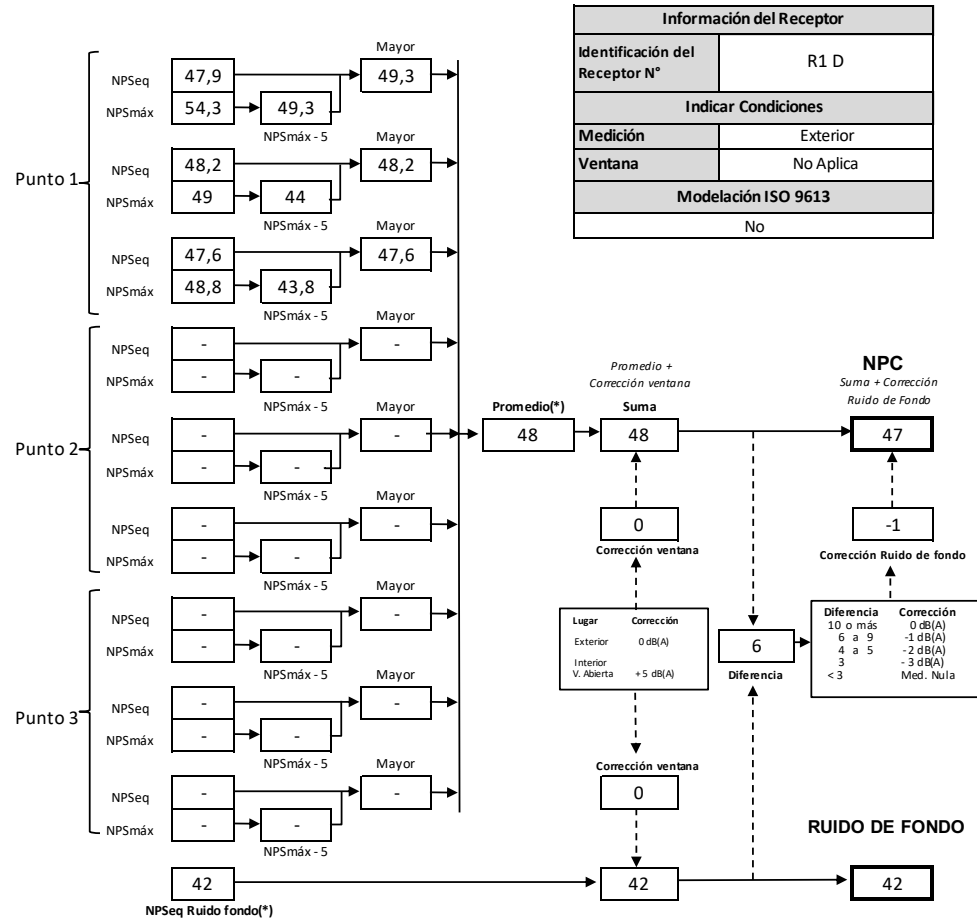 Información del Receptor
Identificación del Receptor N°
R1 D
Indicar Condiciones
Medición Exterior
Ventana No Aplica
Modelación ISO 9613
No
Punto 1
Mayor
NPSeq 47,9 49,3
NPSmáx 54,3 49,3
NPSmáx - 5
Mayor
NPSeq 48,2 48,2
NPSmáx 49 44
NPSmáx - 5
Mayor
NPSeq 47,6 47,6
NPSmáx 48,8 43,8
NPSmáx - 5
Punto 2
Mayor
NPSeq - -
NPSmáx - -
NPSmáx - 5
Mayor
NPSeq - -
NPSmáx - -
NPSmáx - 5
Mayor
NPSeq - -
NPSmáx - -
NPSmáx - 5
Punto 3
Mayor
NPSeq - -
NPSmáx - -
NPSmáx - 5
Mayor
NPSeq - -
NPSmáx - -
NPSmáx - 5
Mayor
NPSeq - -
NPSmáx - -
NPSmáx - 5
42
NPSeq Ruido fondo(*)
Promedio(*)
48
Promedio +
Corrección ventana
Suma
48
0
Corrección ventana
Lugar Corrección
Exterior 0 dB(A)
Interior
V. Abierta + 5 dB(A)
Corrección ventana
0
42
6
Diferencia
NPC
Suma + Corrección
Ruido de Fondo
47
-1
Corrección Ruido de fondo
Diferencia Corrección
10 o más 0 dB(A)
6 a 9 -1 dB(A)
4 a 5 -2 dB(A)
3 - 3 dB(A)
< 3 Med. Nula
RUIDO DE FONDO
42